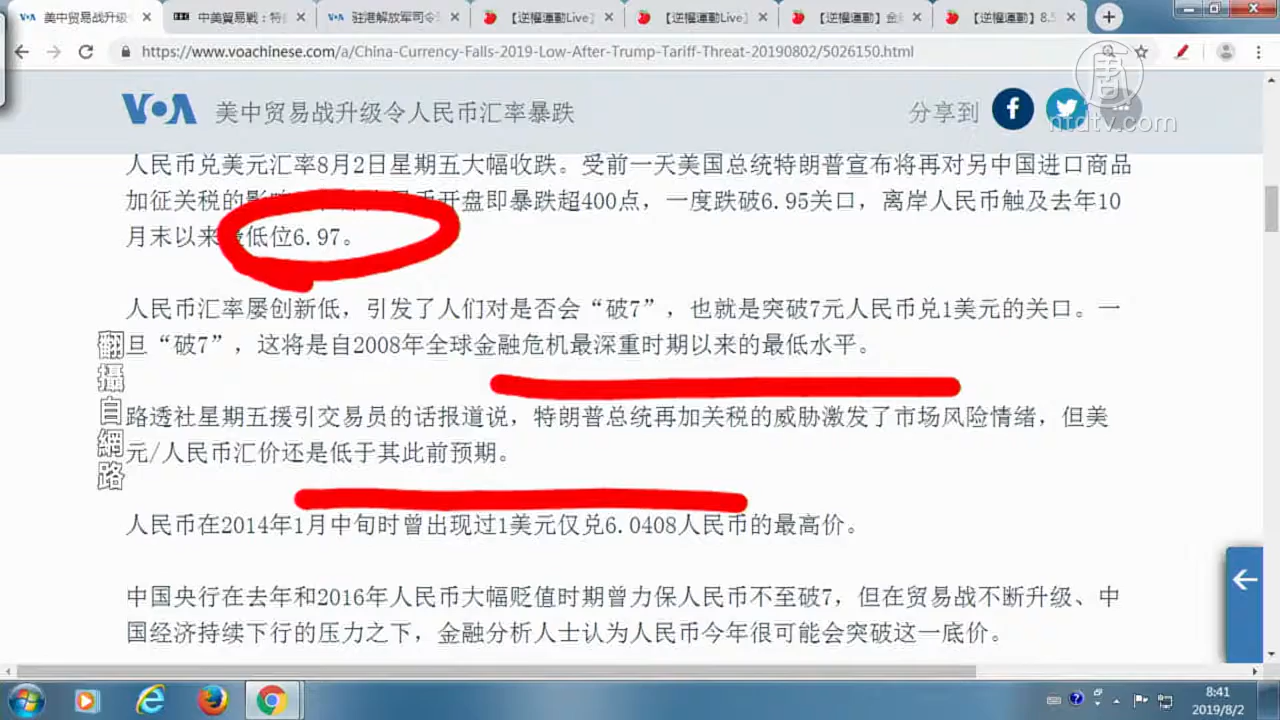 美中贸易战升级
中美貿易戰：特
驻港解放军司令
【逆權運動Live】
【逆權運動Live】
【逆權運動】金
【逆權運動】8.5
https://www.voachinese.com/a/China-Currency-Falls-2019-Low-After-Trump-Tariff-Threat-20190802/5026150.html
VOA 美中贸易战升级令人民币汇率暴跌
分享到
ntdtv.com
人民币兑美元汇率8月2日星期五大幅收跌。受前一天美国总统特朗普宣布将再对另中国进口商品
加征关税的影响 币开盘即暴跌超400点，一度跌破6.95关口，离岸人民币触及去年10
月末以来最低位6.97。
人民币汇率屡创新低，引发了人们对是否会“破7”，也就是突破7元人民币兑1美元的关口。一
旦“破7”，这将是自2008年全球金融危机最深重时期以来的最低水平。
路透社星期五援引交易员的话报道说，特朗普总统再加关税的威胁激发了市场风险情绪，但美
元/人民币汇价还是低于其此前预期。
人民币在2014年1月中旬时曾出现过1美元仅兑6.0408人民币的最高价。
中国央行在去年和2016年人民币大幅贬值时期曾力保人民币不至破7，但在贸易战不断升级、中
国经济持续下行的压力之下，金融分析人士认为人民币今年很可能会突破这一底价。
翻攝自網路
8:41
2019/8/2